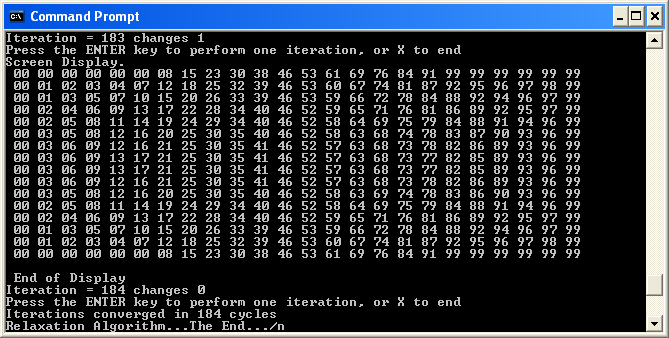 Command Prompt
Iteration = 183 changes 1
Press the ENTER key to perform one iteration, or X to end
Screen Display.
00 00 00 00 00 00 08 15 23 30 38 46 53 61 69 76 84 91 99 99 99 99 99 99
00 01 02 03 04 07 12 18 25 32 39 46 53 60 67 74 81 87 92 95 96 97 98 99
00 01 03 05 07 10 15 20 26 33 39 46 53 59 66 72 78 84 88 92 94 96 97 99
00 02 04 06 09 13 17 22 28 34 40 46 52 59 65 71 76 81 86 89 92 95 97 99
00 02 05 08 11 14 19 24 29 34 40 46 52 58 64 69 75 79 84 88 91 94 96 99
00 03 05 08 12 16 20 25 30 35 40 46 52 58 63 68 74 78 83 87 90 93 96 99
00 03 06 09 12 16 21 25 30 35 41 46 52 57 63 68 73 78 82 86 89 93 96 99
00 03 06 09 13 17 21 25 30 35 41 46 52 57 63 68 73 77 82 85 89 93 96 99
00 03 06 09 13 17 21 25 30 35 41 46 52 57 63 68 73 77 82 85 89 93 96 99
00 03 06 09 12 16 21 25 30 35 41 46 52 57 63 68 73 78 82 86 89 93 96 99
00 03 05 08 12 16 20 25 30 35 40 46 52 58 63 69 74 78 83 86 90 93 96 99
00 02 05 08 11 14 19 24 29 34 40 46 52 58 64 69 75 79 84 88 91 94 96 99
00 02 04 06 09 13 17 22 28 34 40 46 52 59 65 71 76 81 86 89 92 95 97 99
00 01 03 05 07 10 15 20 26 33 39 46 53 59 66 72 78 84 88 92 94 96 97 99
00 01 02 03 04 07 12 18 25 32 39 46 53 60 67 74 81 87 92 95 96 97 98 99
00 00 00 00 00 00 08 15 23 30 38 46 53 61 69 76 84 91 99 99 99 99 99 99
End of Display
Iteration = 184 changes 0
Press the ENTER key to perform one iteration, or X to end
Iterations converged in 184 cycles
Relaxation Algorithm...The End.../n